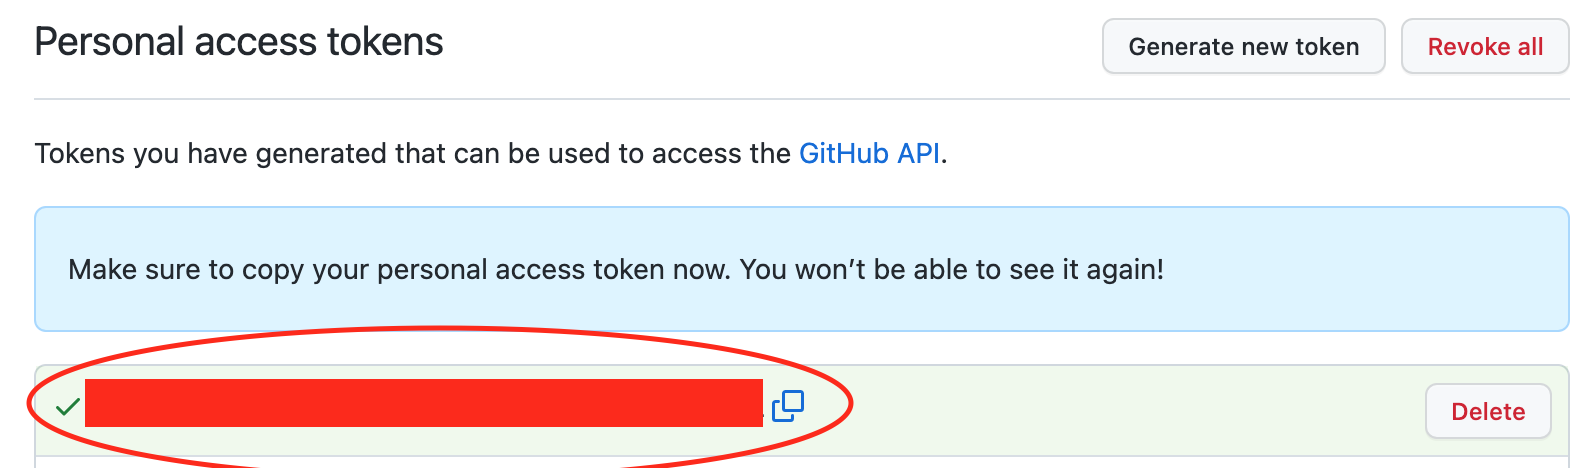 Personal access tokens
Generate new token
Revoke all
Tokens you have generated that can be used to access the GitHub API.
Make sure to copy your personal access token now. You won’t be able to see it again!
Delete